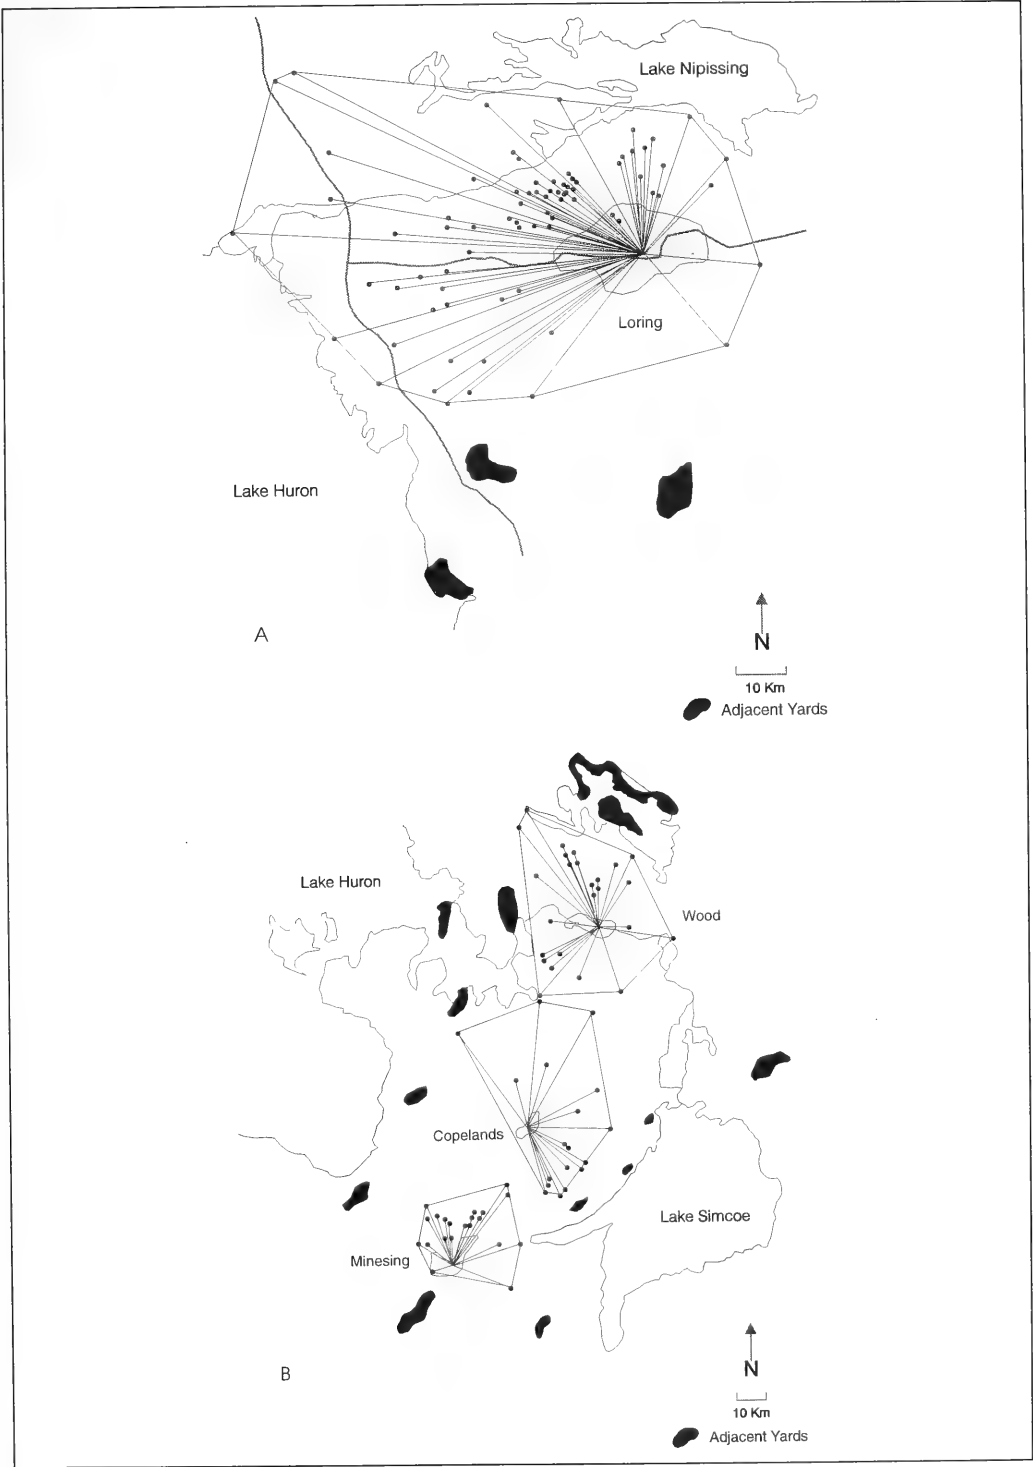 Lake Nipissing
Loring
Lake Huron
A
N
10 Km
Adjacent Yards
Lake Huron
Wood
Copelands
Lake Simcoe
Minesing
B
N
10 Km
Adjacent Yards